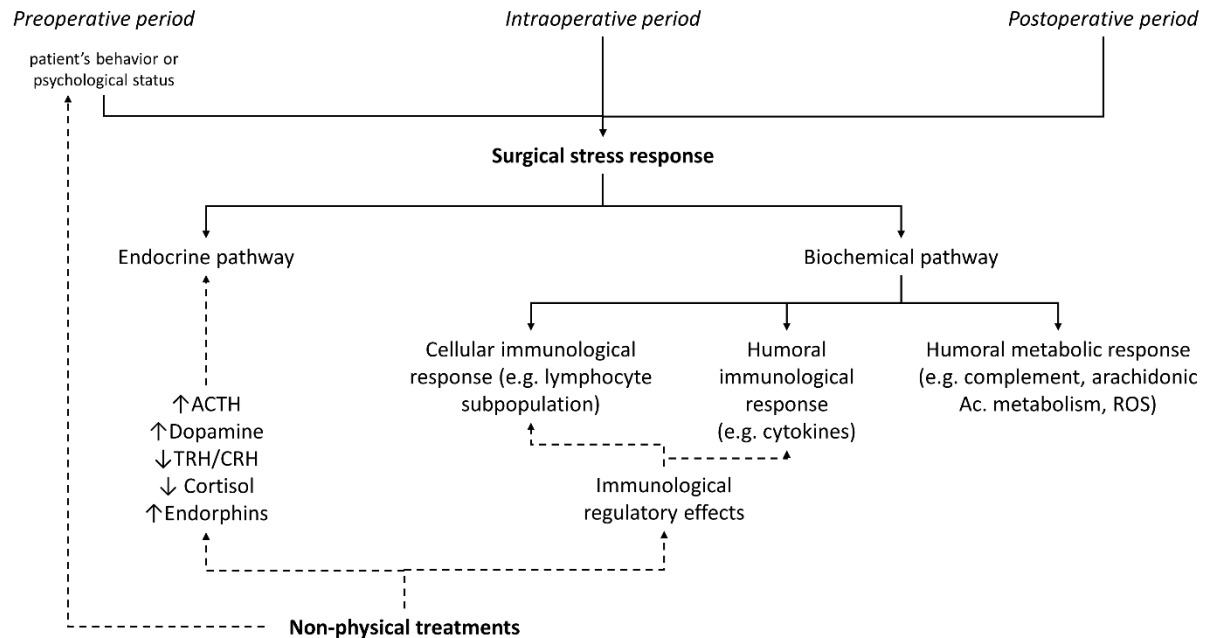 Preoperative period
Intraoperative period
Postoperative period
patient's behavior or
psychological status
Surgical stress response
Endocrine pathway
Biochemical pathway
Cellular immunological
response (e.g. lymphocyte
subpopulation)
Humoral
immunological
response
(e.g. cytokines)
Humoral metabolic response
(e.g. complement, arachidonic
Ac. metabolism, ROS)
↑ACTH
↑Dopamine
↓TRH/CRH
↓ Cortisol
↑Endorphins
Immunological
regulatory effects
Non-physical treatments